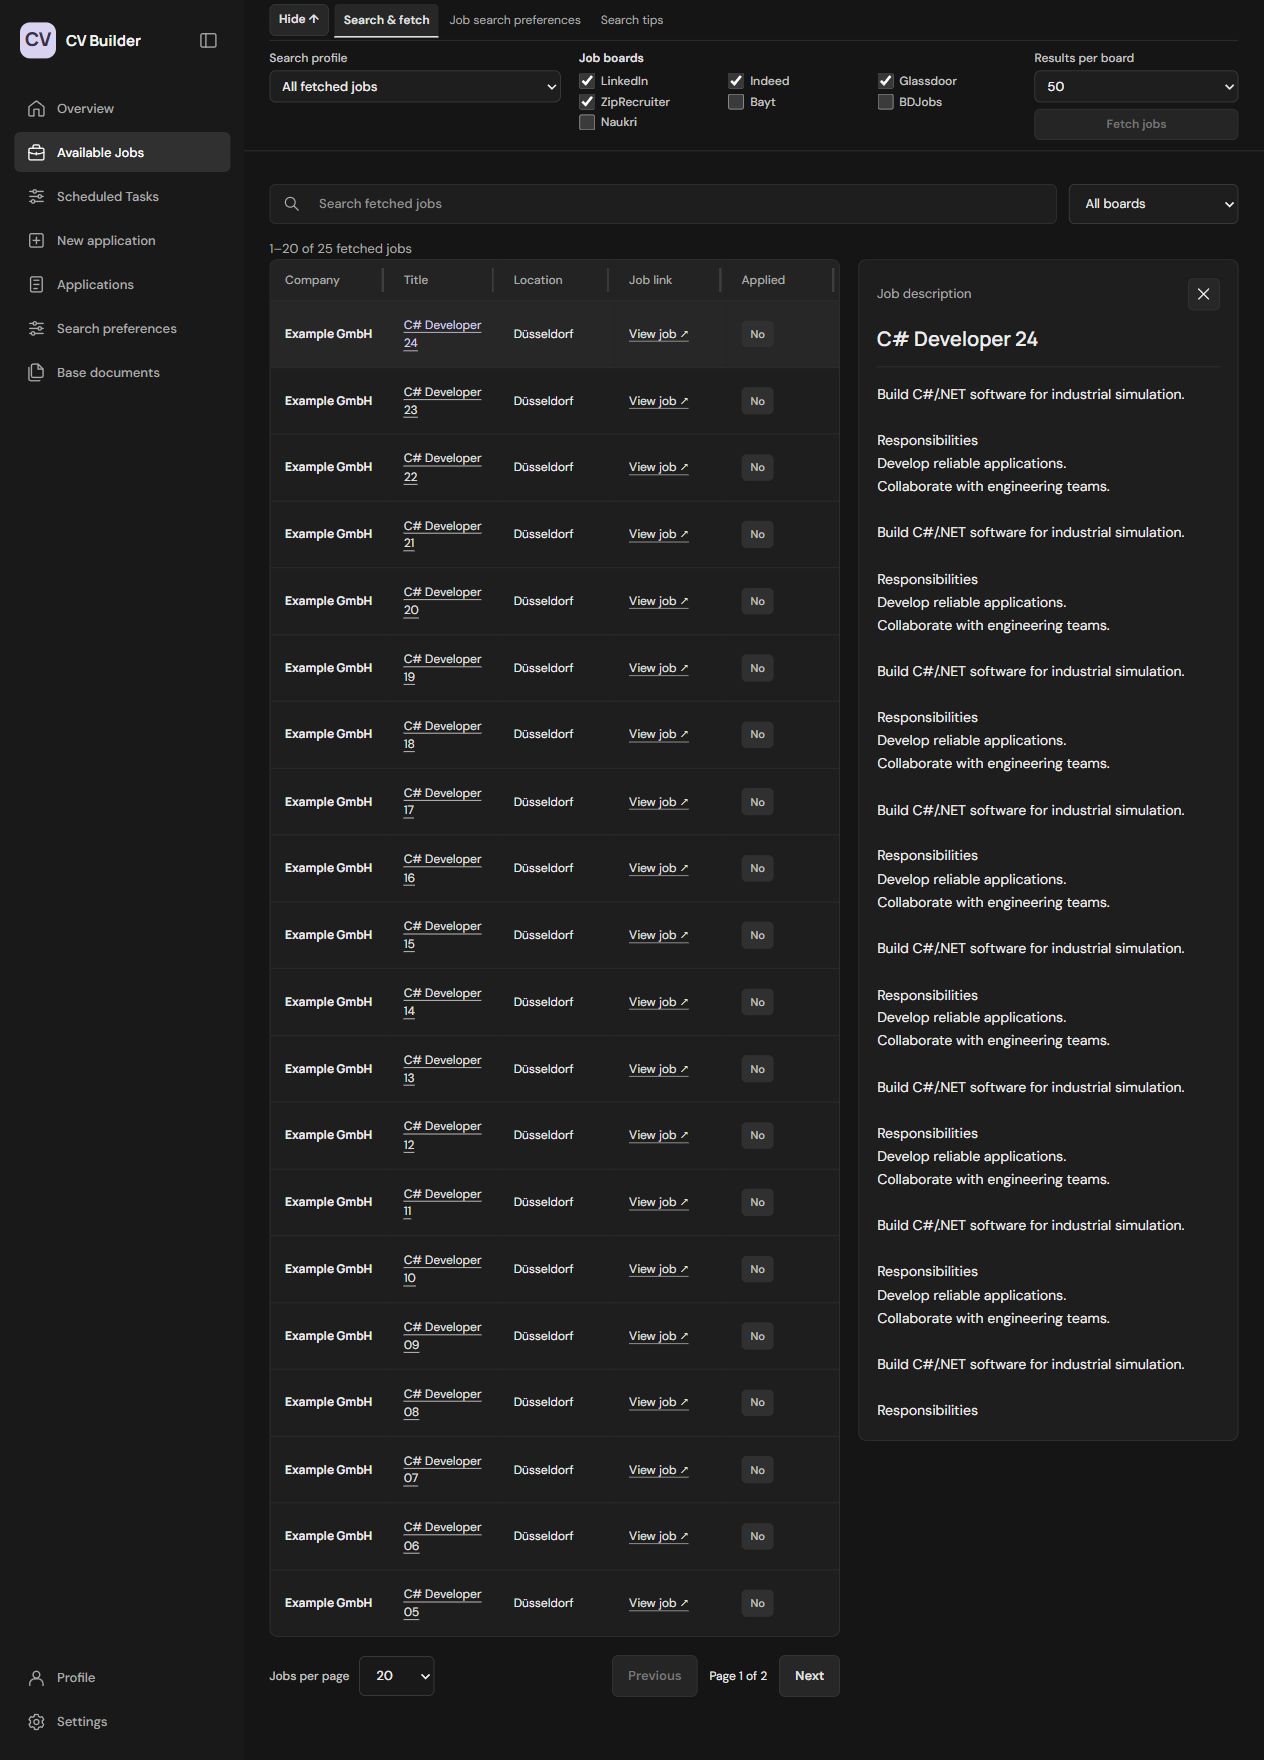 CV
CV Builder
Overview
Available Jobs
Scheduled Tasks
New application
Applications
Search preferences
Base documents
Profile
Settings
Hide ↑
Search & fetch
Job search preferences
Search tips
Search profile
All fetched jobs
Job boards
LinkedIn
Indeed
Glassdoor
ZipRecruiter
Bayt
BDJobs
Naukri
Results per board
50
Fetch jobs
Search fetched jobs
All boards
1–20 of 25 fetched jobs
Company Title Location Job link Applied
Example GmbH C# Developer 24 Düsseldorf View job ↗ No
Example GmbH C# Developer 23 Düsseldorf View job ↗ No
Example GmbH C# Developer 22 Düsseldorf View job ↗ No
Example GmbH C# Developer 21 Düsseldorf View job ↗ No
Example GmbH C# Developer 20 Düsseldorf View job ↗ No
Example GmbH C# Developer 19 Düsseldorf View job ↗ No
Example GmbH C# Developer 18 Düsseldorf View job ↗ No
Example GmbH C# Developer 17 Düsseldorf View job ↗ No
Example GmbH C# Developer 16 Düsseldorf View job ↗ No
Example GmbH C# Developer 15 Düsseldorf View job ↗ No
Example GmbH C# Developer 14 Düsseldorf View job ↗ No
Example GmbH C# Developer 13 Düsseldorf View job ↗ No
Example GmbH C# Developer 12 Düsseldorf View job ↗ No
Example GmbH C# Developer 11 Düsseldorf View job ↗ No
Example GmbH C# Developer 10 Düsseldorf View job ↗ No
Example GmbH C# Developer 09 Düsseldorf View job ↗ No
Example GmbH C# Developer 08 Düsseldorf View job ↗ No
Example GmbH C# Developer 07 Düsseldorf View job ↗ No
Example GmbH C# Developer 06 Düsseldorf View job ↗ No
Example GmbH C# Developer 05 Düsseldorf View job ↗ No
Jobs per page
20
Previous
Page 1 of 2
Next
Job description
C# Developer 24
Build C#/.NET software for industrial simulation.
Responsibilities
Develop reliable applications.
Collaborate with engineering teams.
Build C#/.NET software for industrial simulation.
Responsibilities
Develop reliable applications.
Collaborate with engineering teams.
Build C#/.NET software for industrial simulation.
Responsibilities
Develop reliable applications.
Collaborate with engineering teams.
Build C#/.NET software for industrial simulation.
Responsibilities
Develop reliable applications.
Collaborate with engineering teams.
Build C#/.NET software for industrial simulation.
Responsibilities
Develop reliable applications.
Collaborate with engineering teams.
Build C#/.NET software for industrial simulation.
Responsibilities
Develop reliable applications.
Collaborate with engineering teams.
Build C#/.NET software for industrial simulation.
Responsibilities
Develop reliable applications.
Collaborate with engineering teams.
Build C#/.NET software for industrial simulation.
Responsibilities